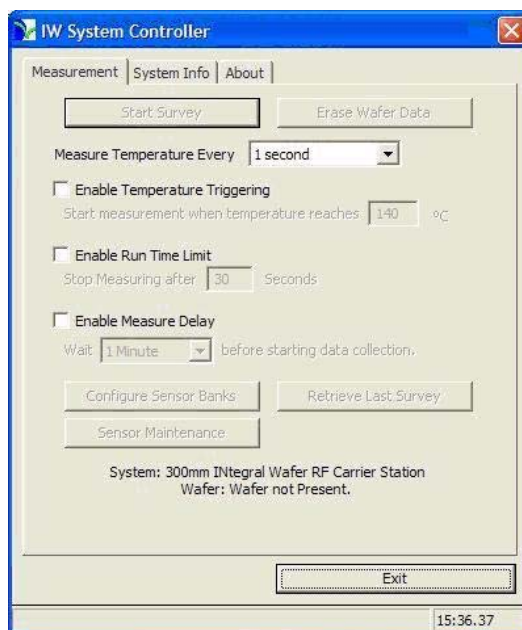 IW System Controller
Measurement System Info About
Start Survey Erase Wafer Data
Measure Temperature Every 1 second
Enable Temperature Triggering
Start measurement when temperature reaches 140 °C
Enable Run Time Limit
Stop Measuring after 30 Seconds
Enable Measure Delay
Wait 1 Minute before starting data collection.
Configure Sensor Banks Retrieve Last Survey
Sensor Maintenance
System: 300mm INtegral Wafer RF Carrier Station
Wafer: Wafer not Present.
Exit
15:36.37